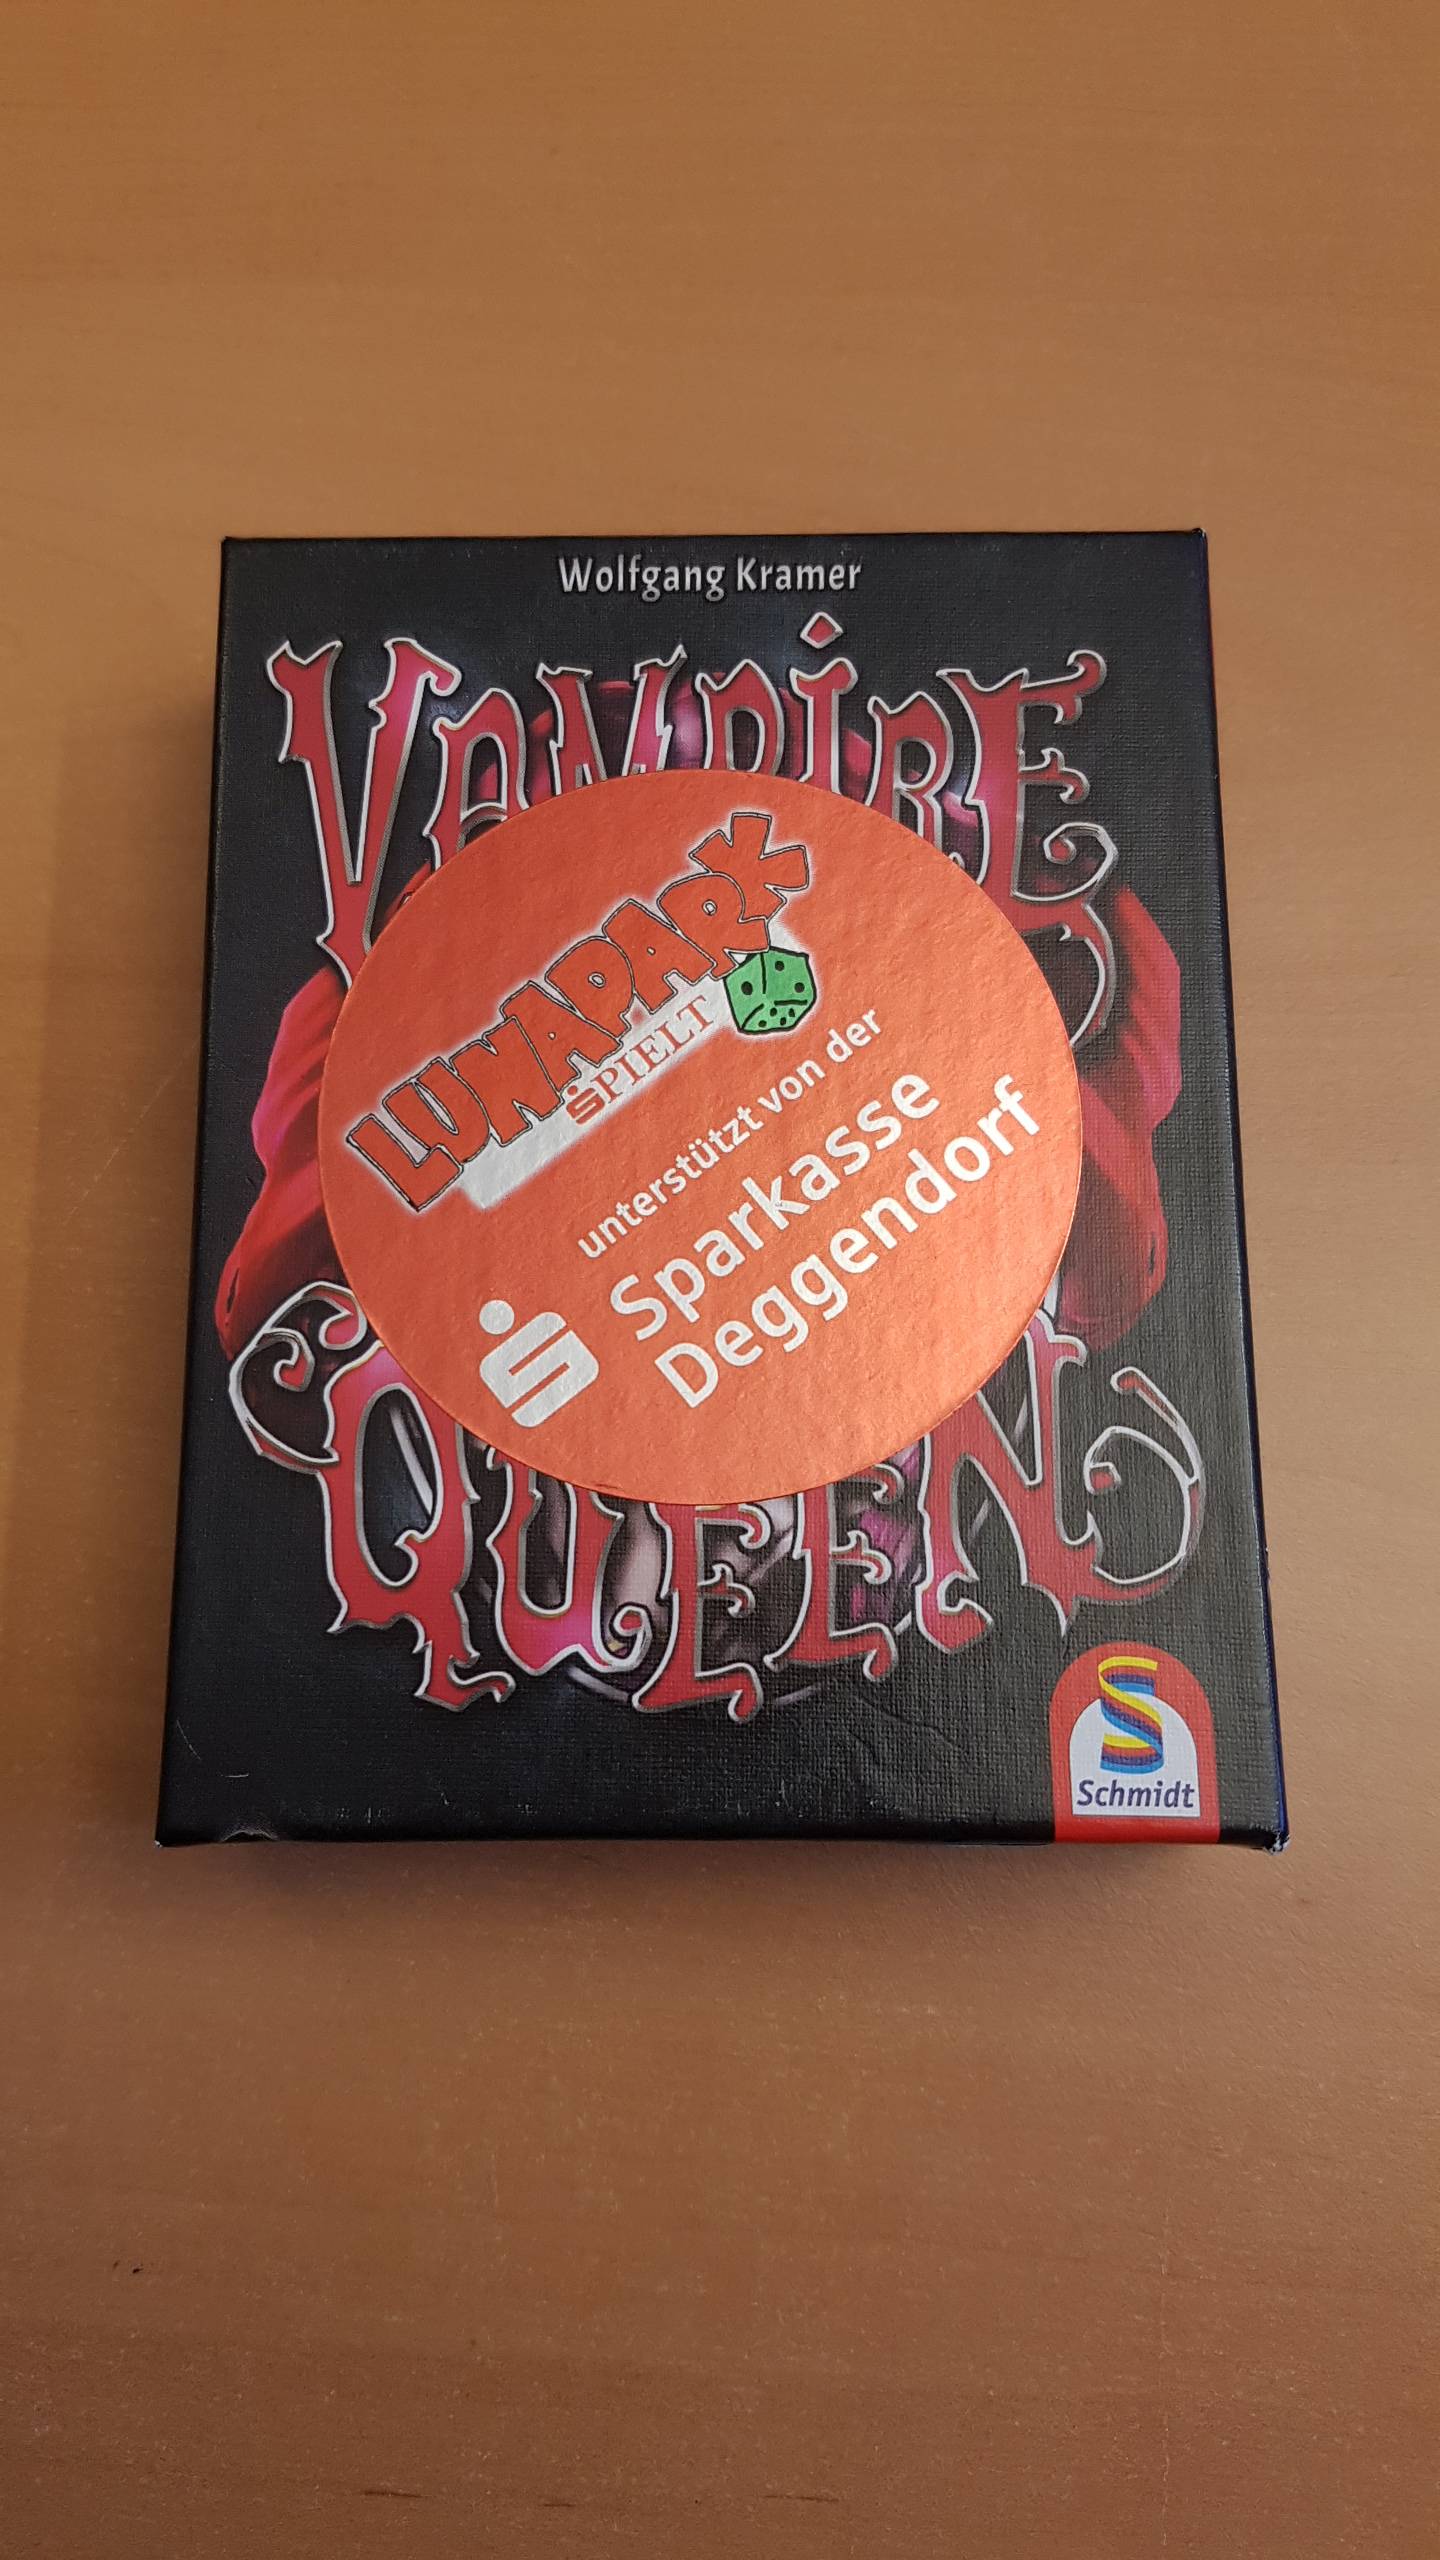 Wolfgang Kramer
VAMPIRE
LUNAPARK
SPIELT
unterstützt von der
Sparkasse
Deggendorf
QUEEN
Schmidt